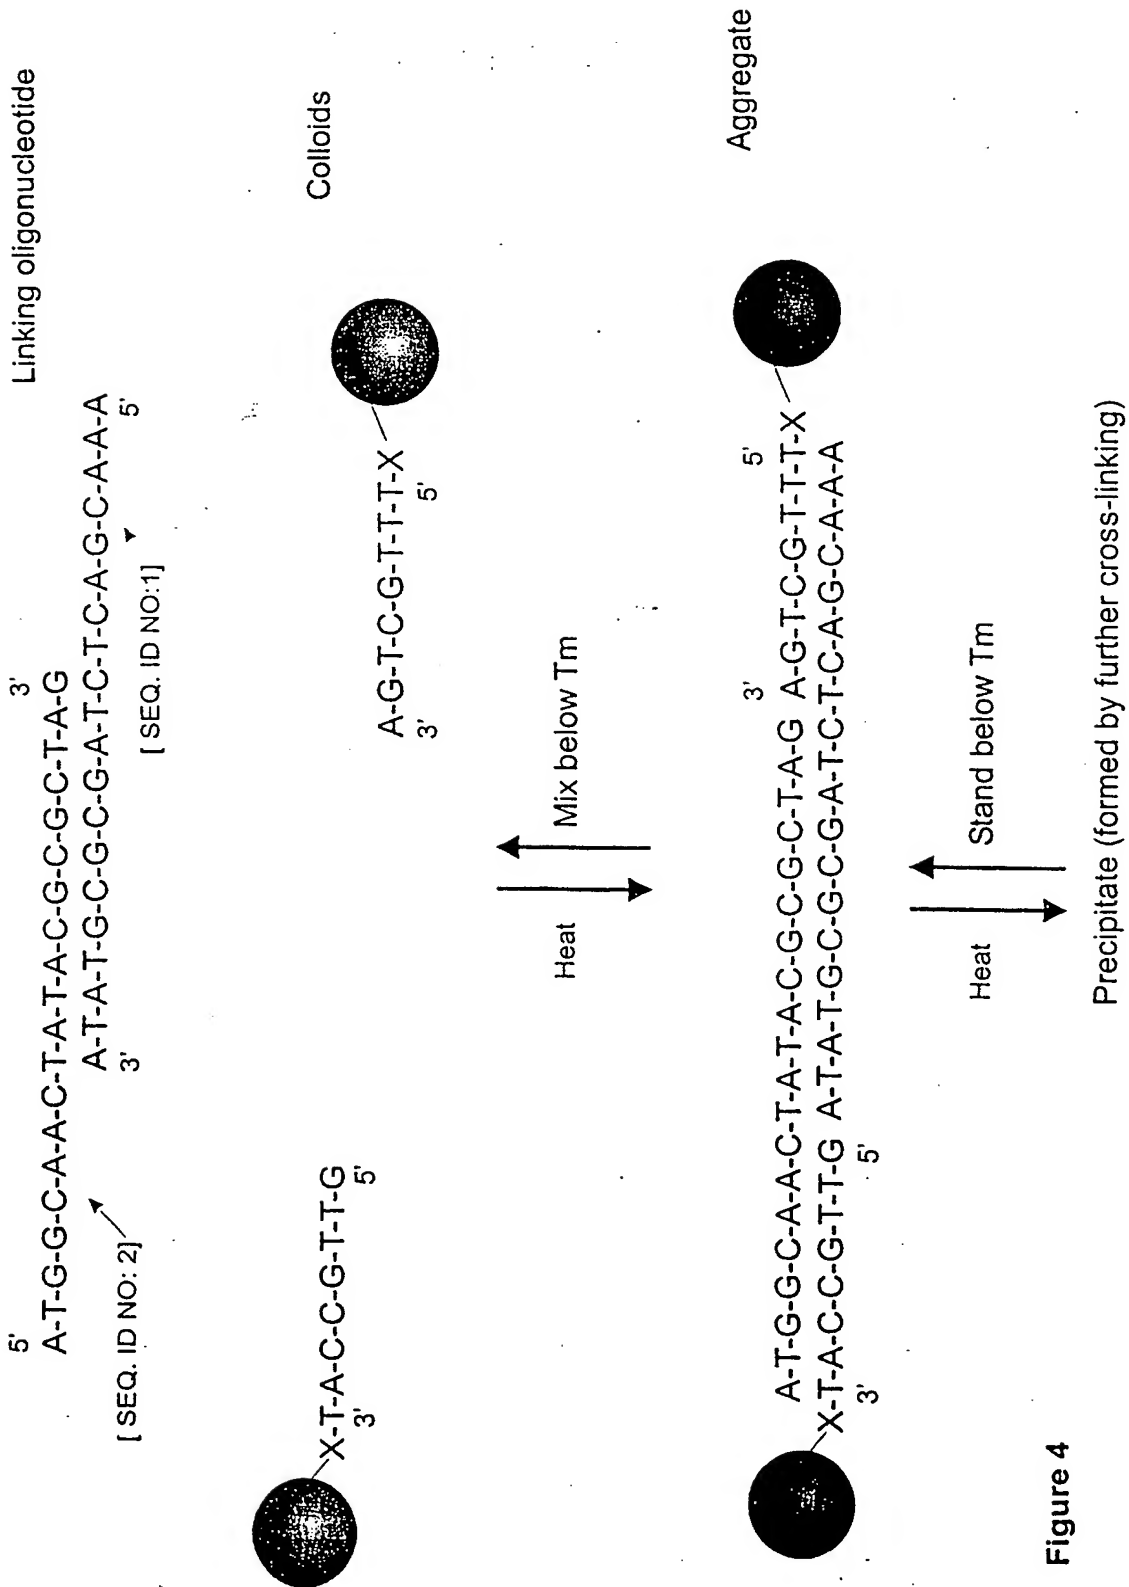 Linking oligonucleotide
5' 3'
A-T-G-G-C-A-A-C-T-A-T-A-C-G-C-G-C-T-A-G
A-T-A-T-G-C-G-C-G-A-T-C-T-C-A-G-C-A-A-A
3' 5'
[SEQ. ID NO: 2]
[SEQ. ID NO:1]
Colloids
X-T-A-C-C-G-T-T-G
3' 5'
A-G-T-C-G-T-T-T-X
3' 5'
Heat Mix below Tm
Aggregate
3' 5'
A-T-G-G-C-A-A-C-T-A-T-A-C-G-C-G-C-T-A-G A-G-T-C-G-T-T-T-X
X-T-A-C-C-G-T-T-G A-T-A-T-G-C-G-C-G-A-T-C-T-C-A-G-C-A-A-A
3' 5'
Heat Stand below Tm
Precipitate (formed by further cross-linking)
Figure 4